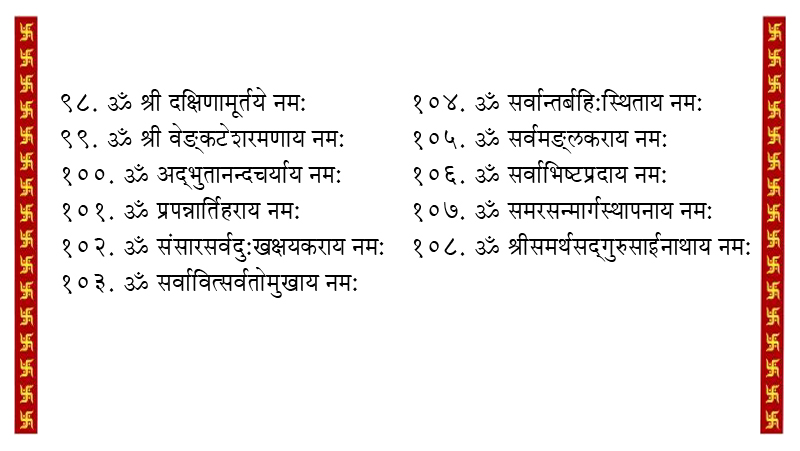 ९८. ॐ श्री दक्षिणामूर्तये नम:
९९. ॐ श्री वेङ्कटेशरमणाय नम:
१००. ॐ अद्‌भुतानन्दचर्याय नम:
१०१. ॐ प्रपन्नार्तिहराय नम:
१०२. ॐ संसारसर्वदु:खक्षयकराय नम:
१०३. ॐ सर्वावित्सर्वतोमुखाय नम:
१०४. ॐ सर्वान्तर्बहि:स्थिताय नम:
१०५. ॐ सर्वमङ्लकराय नम:
१०६. ॐ सर्वाभिष्टप्रदाय नम:
१०७. ॐ समरसन्मार्गस्थापनाय नम:
१०८. ॐ श्रीसमर्थसद्‌गुरुसाईनाथाय नम: